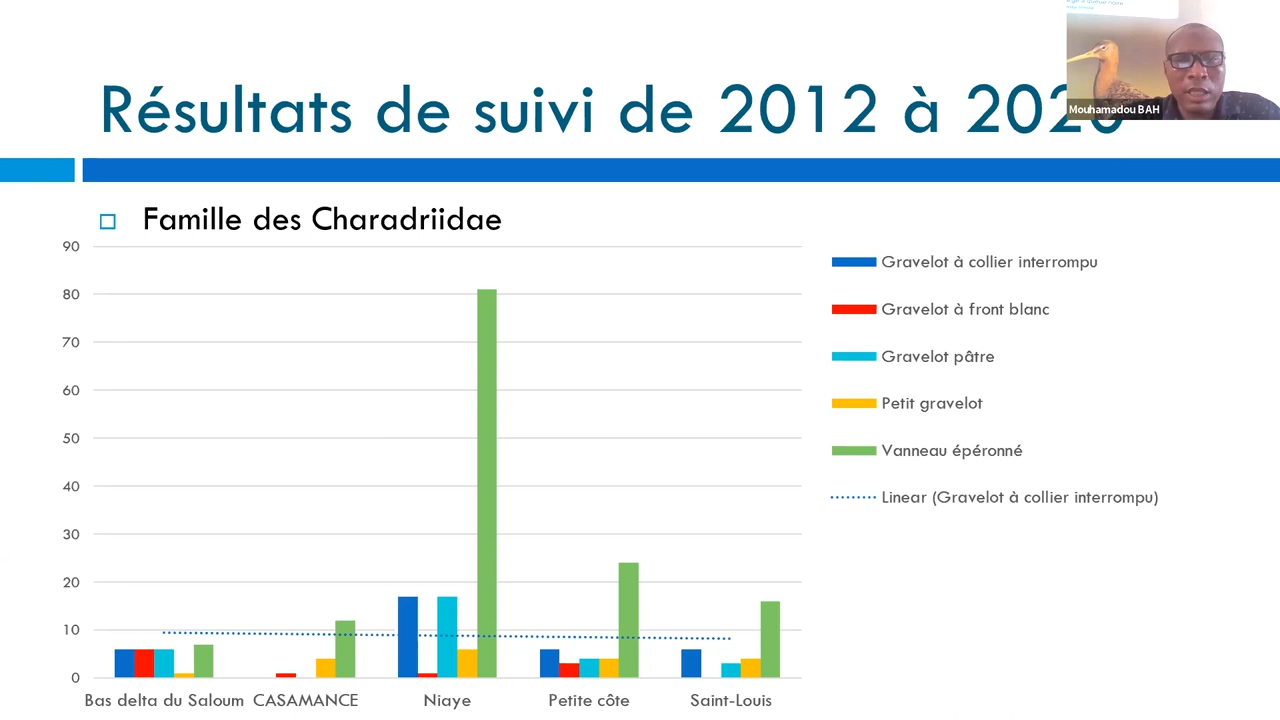 Résultats de suivi de 2012 à 2020
Mouhamadou BAH
Famille des Charadriidae
90
80
70
60
50
40
30
20
10
0
Bas delta du Saloum
CASAMANCE
Niaye
Petite côte
Saint-Louis
Gravelot à collier interrompu
Gravelot à front blanc
Gravelot pâtre
Petit gravelot
Vanneau épéronné
Linear (Gravelot à collier interrompu)